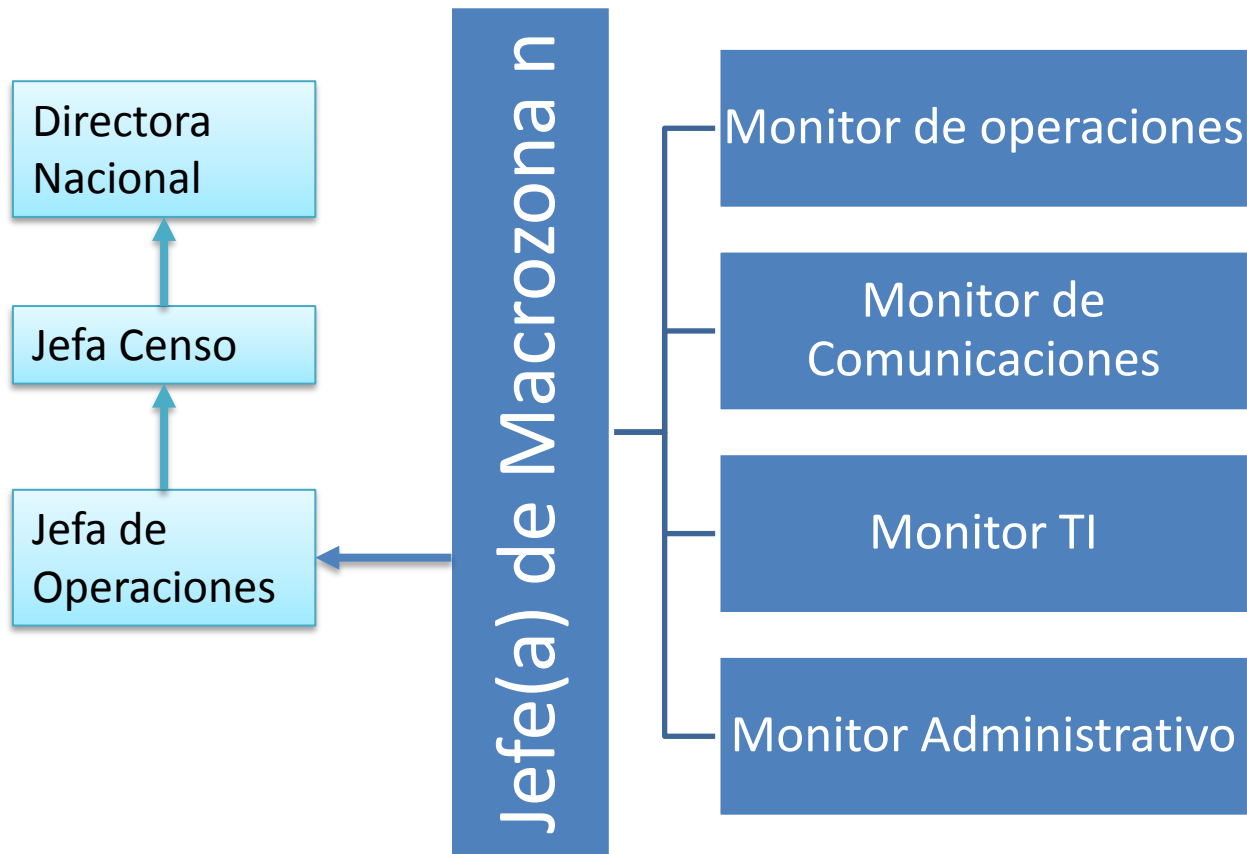 Directora
Nacional
Jefa Censo
Jefa de
Operaciones
Jefe(a) de Macrozona n
Monitor de operaciones
Monitor de
Comunicaciones
Monitor TI
Monitor Administrativo